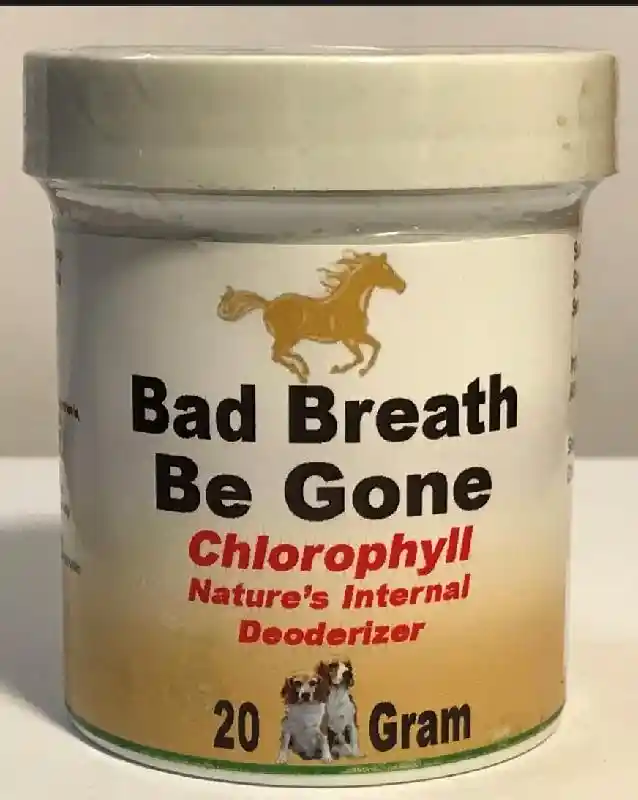 Bad Breath
Be Gone
Chlorophyll
Nature's Internal
Deoderizer
20 Gram